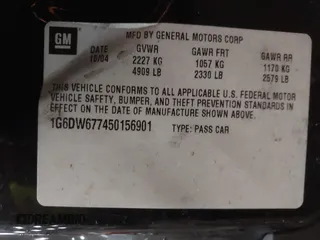 GM
MFD BY GENERAL MOTORS CORP
DATE GVWR GAWR FRT GAWR RR
10/04 2227 KG 1057 KG 1170 KG
4909 LB 2330 LB 2579 LB
THIS VEHICLE CONFORMS TO ALL APPLICABLE U.S. FEDERAL MOTOR
VEHICLE SAFETY, BUMPER, AND THEFT PREVENTION STANDARDS IN
EFFECT ON THE DATE OF MANUFACTURE SHOWN ABOVE.
1G6DW677450156901 TYPE: PASS CAR